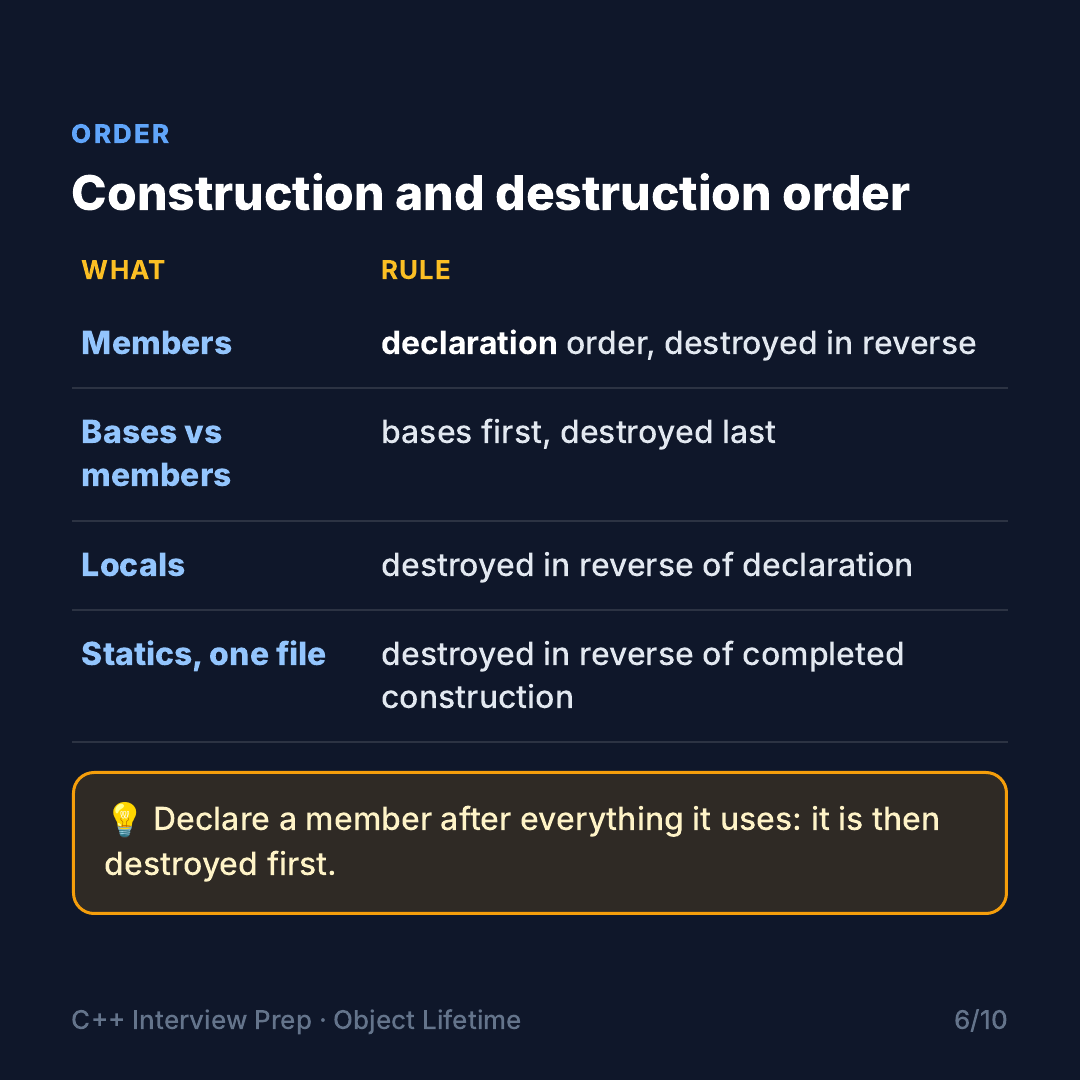 ORDER
Construction and destruction order
WHAT RULE
Members declaration order, destroyed in reverse
Bases vs members bases first, destroyed last
Locals destroyed in reverse of declaration
Statics, one file destroyed in reverse of completed
construction
💡 Declare a member after everything it uses: it is then
destroyed first.
C++ Interview Prep · Object Lifetime 6/10